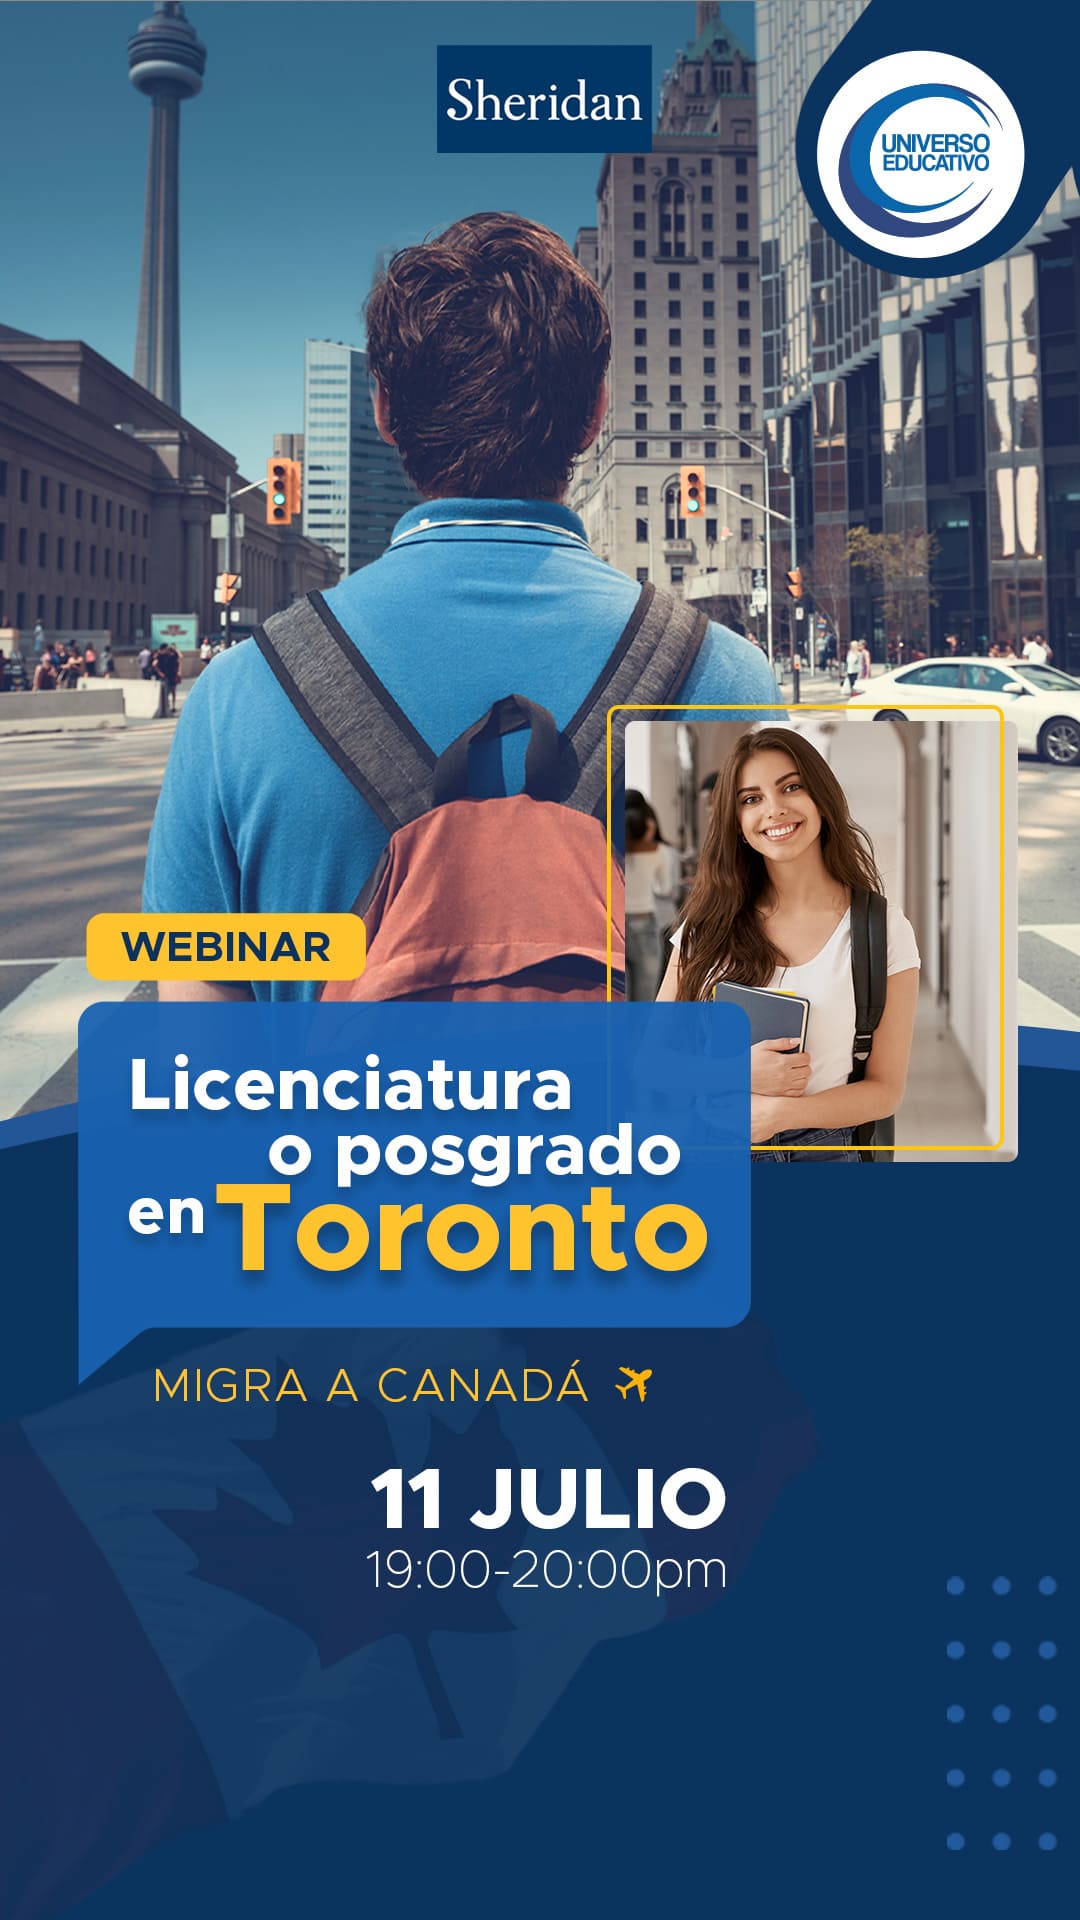 Sheridan
UNIVERSO
EDUCATIVO
WEBINAR
Licenciatura
o posgrado
en Toronto
MIGRA A CANADÁ
11 JULIO
19:00-20:00pm